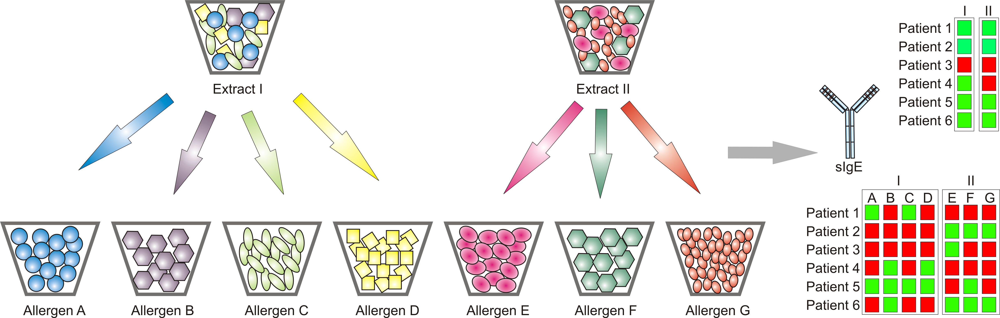 Extract I
Extract II
Allergen A
Allergen B
Allergen C
Allergen D
Allergen E
Allergen F
Allergen G
sIgE
I II
Patient 1
Patient 2
Patient 3
Patient 4
Patient 5
Patient 6
I II
A B C D E F G
Patient 1
Patient 2
Patient 3
Patient 4
Patient 5
Patient 6